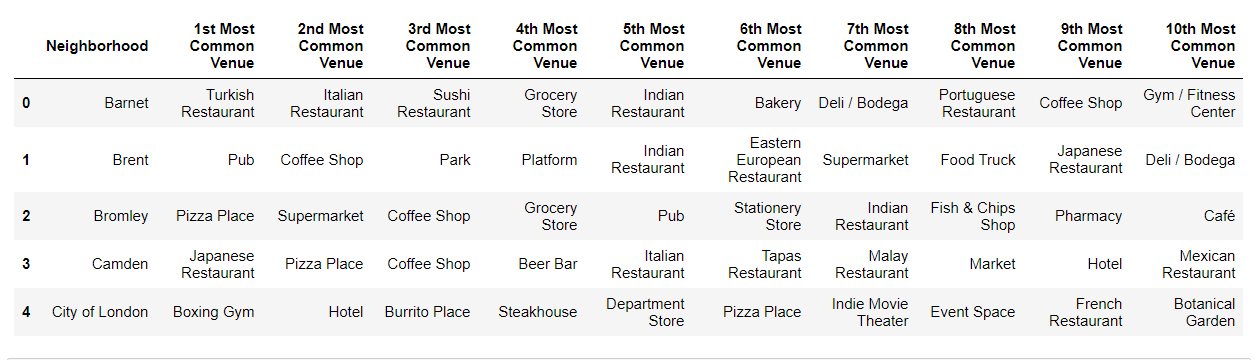 Neighborhood 1st Most Common Venue 2nd Most Common Venue 3rd Most Common Venue 4th Most Common Venue 5th Most Common Venue 6th Most Common Venue 7th Most Common Venue 8th Most Common Venue 9th Most Common Venue 10th Most Common Venue
0 Barnet Turkish Restaurant Italian Restaurant Sushi Restaurant Grocery Store Indian Restaurant Bakery Deli / Bodega Portuguese Restaurant Coffee Shop Gym / Fitness Center
1 Brent Pub Coffee Shop Park Platform Indian Restaurant Eastern European Restaurant Supermarket Food Truck Japanese Restaurant Deli / Bodega
2 Bromley Pizza Place Supermarket Coffee Shop Grocery Store Pub Stationery Store Indian Restaurant Fish & Chips Shop Pharmacy Café
3 Camden Japanese Restaurant Pizza Place Coffee Shop Beer Bar Italian Restaurant Tapas Restaurant Malay Restaurant Market Hotel Mexican Restaurant
4 City of London Boxing Gym Hotel Burrito Place Steakhouse Department Store Pizza Place Indie Movie Theater Event Space French Restaurant Botanical Garden